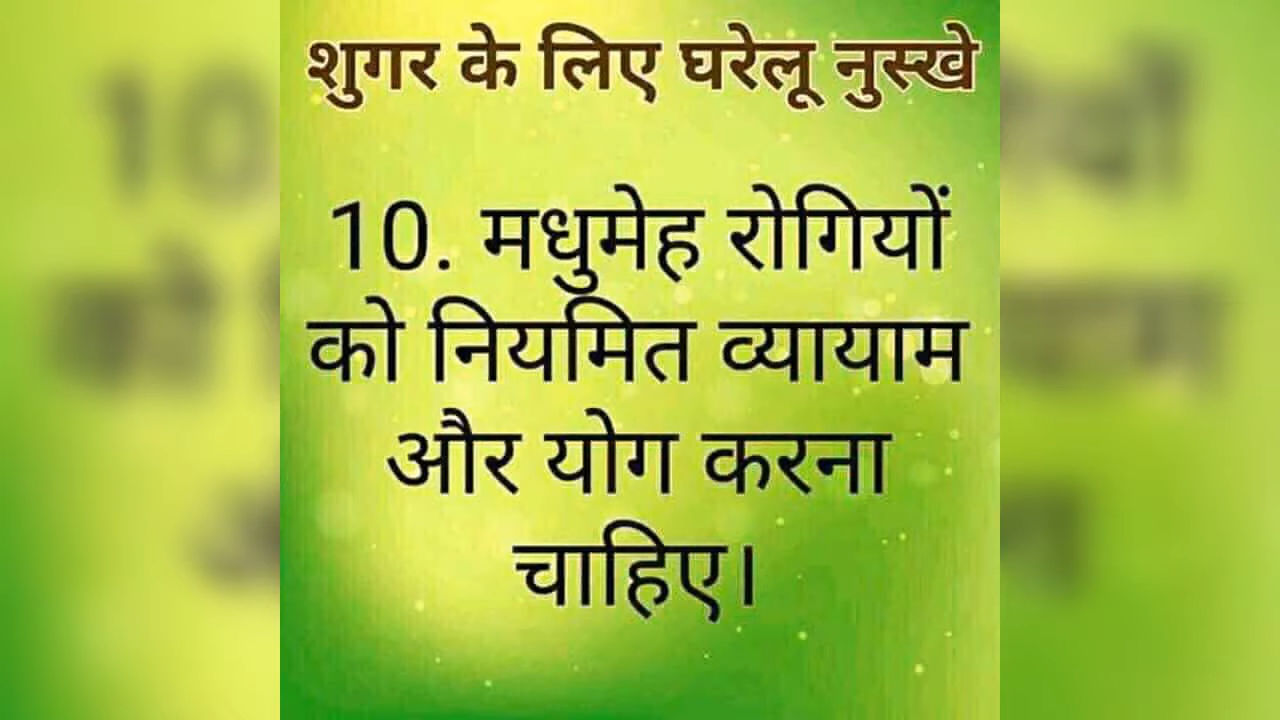 शुगर के लिए घरेलू नुस्खे
10. मधुमेह रोगियों
को नियमित व्यायाम
और योग करना
चाहिए।